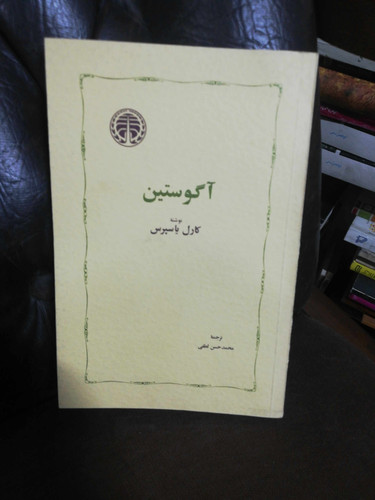 آگوستین
نوشتهٔ
کارل یاسپرس
ترجمهٔ
محمدحسن لطفی